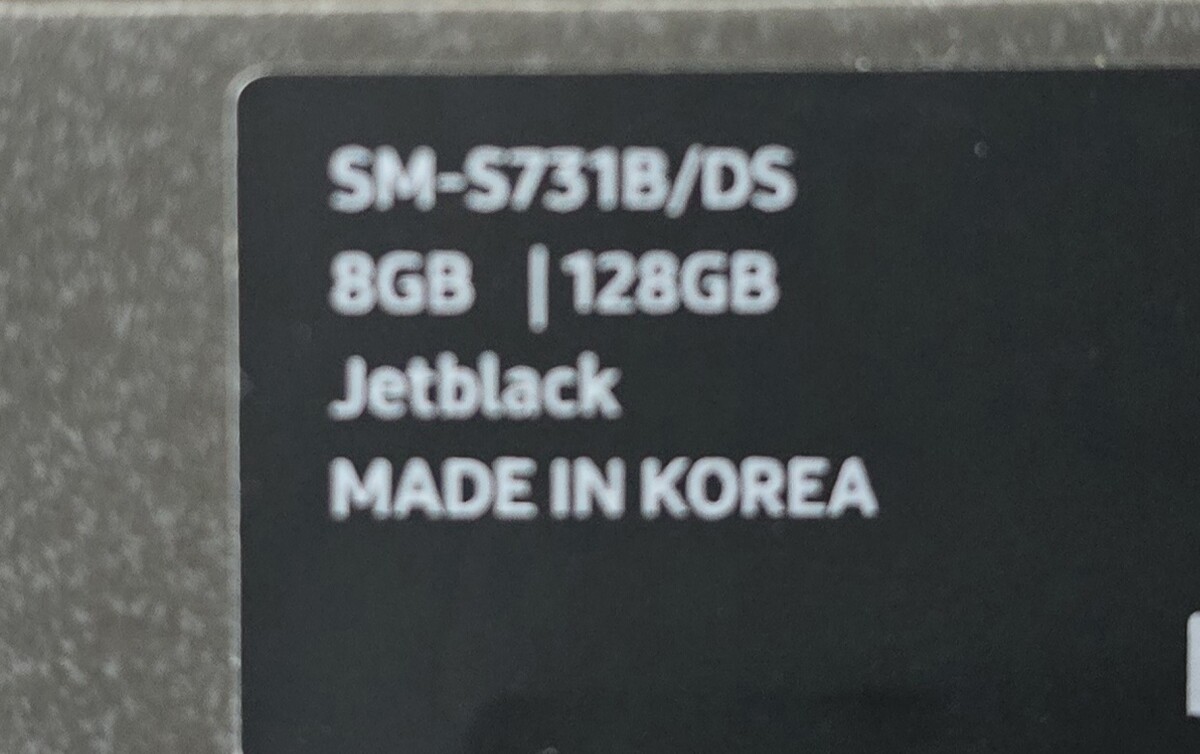 SM-S731B/DS
8GB | 128GB
Jetblack
MADE IN KOREA